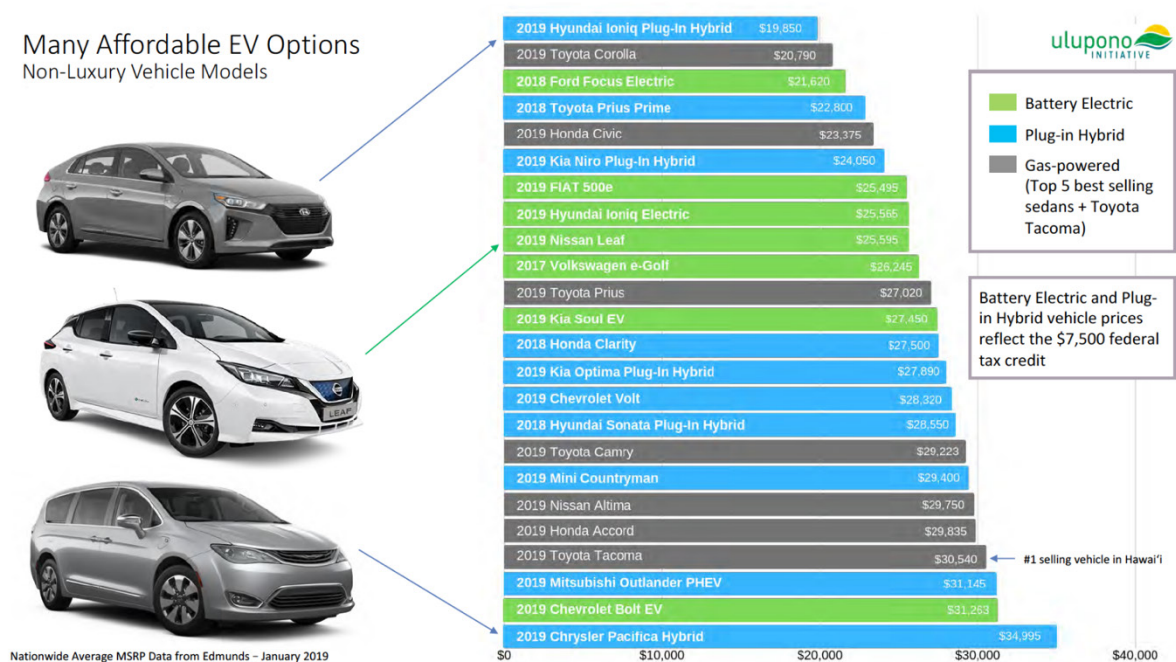 Many Affordable EV Options
Non-Luxury Vehicle Models
ulupono
INITIATIVE
2019 Hyundai Ioniq Plug-In Hybrid $19,850
2019 Toyota Corolla $20,790
2018 Ford Focus Electric $21,620
2018 Toyota Prius Prime $22,800
2019 Honda Civic $23,375
2019 Kia Niro Plug-In Hybrid $24,050
2019 FIAT 500e $25,495
2019 Hyundai Ioniq Electric $25,565
2019 Nissan Leaf $25,595
2017 Volkswagen e-Golf $26,245
2019 Toyota Prius $27,020
2019 Kia Soul EV $27,450
2018 Honda Clarity $27,500
2019 Kia Optima Plug-In Hybrid $27,890
2019 Chevrolet Volt $28,320
2018 Hyundai Sonata Plug-In Hybrid $28,550
2019 Toyota Camry $29,223
2019 Mini Countryman $29,400
2019 Nissan Altima $29,750
2019 Honda Accord $29,835
2019 Toyota Tacoma $30,540
#1 selling vehicle in Hawai‘i
2019 Mitsubishi Outlander PHEV $31,145
2019 Chevrolet Bolt EV $31,263
2019 Chrysler Pacifica Hybrid $34,995
$0 $10,000 $20,000 $30,000 $40,000
Battery Electric
Plug-in Hybrid
Gas-powered
(Top 5 best selling
sedans + Toyota
Tacoma)
Battery Electric and Plug-
in Hybrid vehicle prices
reflect the $7,500 federal
tax credit
LEAF
Nationwide Average MSRP Data from Edmunds – January 2019